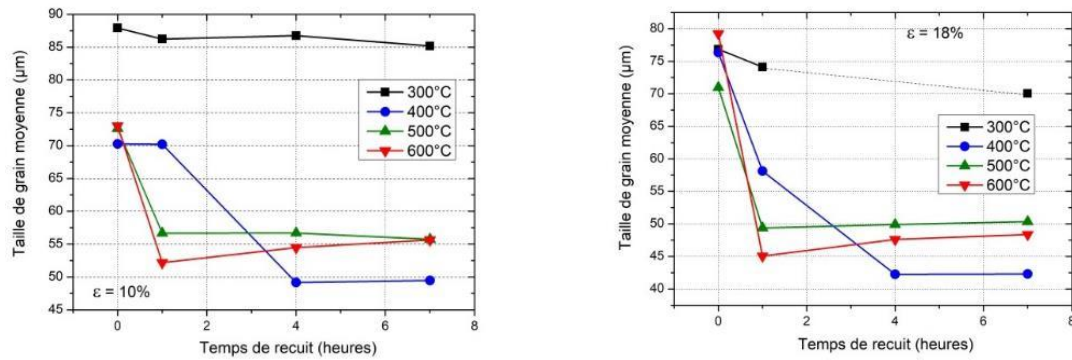 90
85
80
75
70
65
60
55
50
45
0 2 4 6 8
Taille de grain moyenne (µm)
Temps de recuit (heures)
300°C
400°C
500°C
600°C
ε = 10%
80
75
70
65
60
55
50
45
40
0 2 4 6 8
Taille de grain moyenne (µm)
Temps de recuit (heures)
ε = 18%
300°C
400°C
500°C
600°C